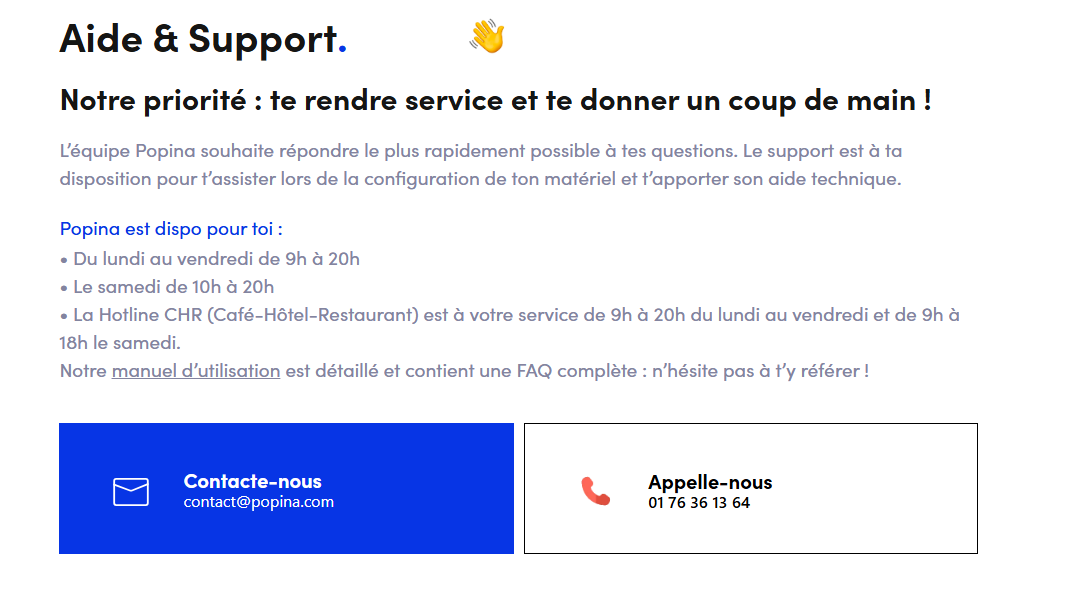 Aide & Support.
Notre priorité : te rendre service et te donner un coup de main !
L’équipe Popina souhaite répondre le plus rapidement possible à tes questions. Le support est à ta
disposition pour t’assister lors de la configuration de ton matériel et t’apporter son aide technique.
Popina est dispo pour toi :
• Du lundi au vendredi de 9h à 20h
• Le samedi de 10h à 20h
• La Hotline CHR (Café-Hôtel-Restaurant) est à votre service de 9h à 20h du lundi au vendredi et de 9h à
18h le samedi.
Notre manuel d’utilisation est détaillé et contient une FAQ complète : n’hésite pas à t’y référer !
Contacte-nous
contact@popina.com
Appelle-nous
01 76 36 13 64